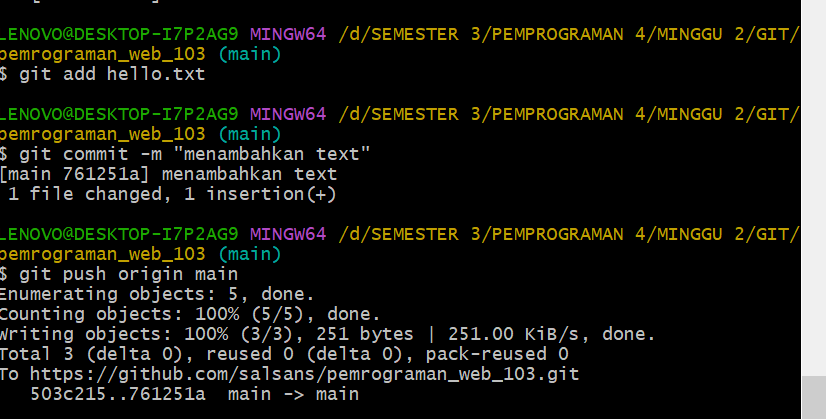 LENOVO@DESKTOP-I7P2AG9 MINGW64 /d/SEMESTER 3/PEMPROGRAMAN 4/MINGGU 2/GIT/
pemrograman_web_103 (main)
$ git add hello.txt
LENOVO@DESKTOP-I7P2AG9 MINGW64 /d/SEMESTER 3/PEMPROGRAMAN 4/MINGGU 2/GIT/
pemrograman_web_103 (main)
$ git commit -m "menambahkan text"
[main 761251a] menambahkan text
 1 file changed, 1 insertion(+)
LENOVO@DESKTOP-I7P2AG9 MINGW64 /d/SEMESTER 3/PEMPROGRAMAN 4/MINGGU 2/GIT/
pemrograman_web_103 (main)
$ git push origin main
Enumerating objects: 5, done.
Counting objects: 100% (5/5), done.
Writing objects: 100% (3/3), 251 bytes | 251.00 KiB/s, done.
Total 3 (delta 0), reused 0 (delta 0), pack-reused 0
To https://github.com/salsans/pemrograman_web_103.git
   503c215..761251a  main -> main